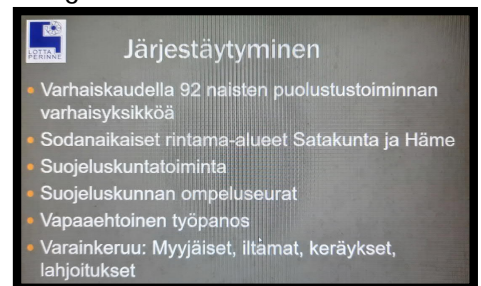 LOTTA
PERINNE
Järjestäytyminen
Varhaiskaudella 92 naisten puolustustoiminnan
varhaisyksikköä
Sodanaikaiset rintama-alueet Satakunta ja Häme
Suojeluskuntatoiminta
Suojeluskunnan ompeluseurat
Vapaaehtoinen työpanos
Varainkeruu: Myyjäiset, iltamat, keräykset,
lahjoitukset